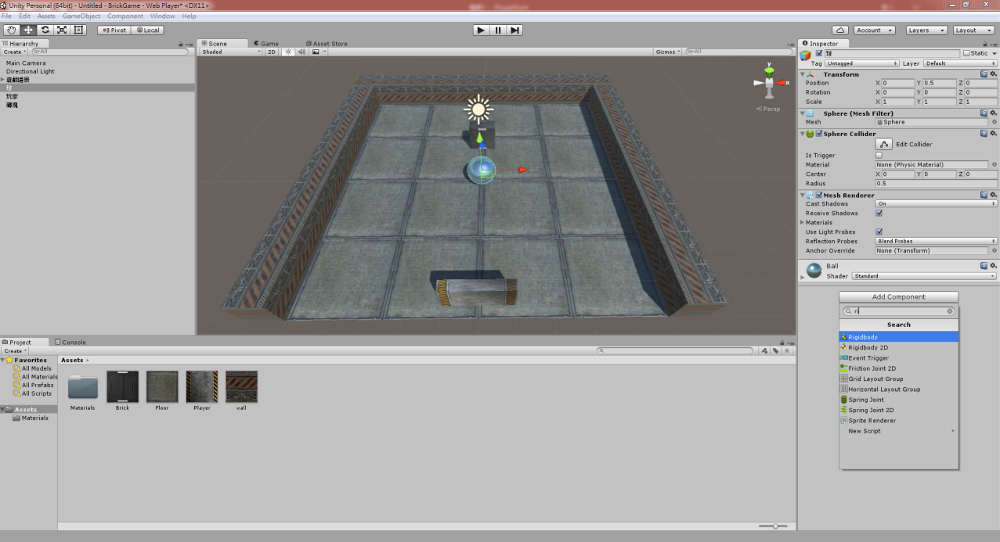 Unity Personal (64bit) - Untitled - BrickGame - Web Player* <DX11>
File Edit Assets GameObject Component Window Help
Pivot Local
Account Layers Layout
Hierarchy
Create All
Main Camera
Directional Light
遊戲場景
球
玩家
磚塊
Scene Game Asset Store
Shaded 2D Gizmos All
y
x
Persp
Inspector
球 Static
Tag Untagged Layer Default
Transform
Position X 0 Y 0.5 Z 0
Rotation X 0 Y 0 Z 0
Scale X 1 Y 1 Z 1
Sphere (Mesh Filter)
Mesh Sphere
Sphere Collider
Edit Collider
Is Trigger
Material None (Physic Material)
Center X 0 Y 0 Z 0
Radius 0.5
Mesh Renderer
Cast Shadows On
Receive Shadows
Materials
Use Light Probes
Reflection Probes Blend Probes
Anchor Override None (Transform)
Ball
Shader Standard
Add Component
ri
Search
Rigidbody
Rigidbody 2D
Event Trigger
Friction Joint 2D
Grid Layout Group
Horizontal Layout Group
Spring Joint
Spring Joint 2D
Sprite Renderer
New Script
Project Console
Create
Favorites
All Models
All Materials
All Prefabs
All Scripts
Assets
Materials
Assets
Materials Brick Floor Player wall